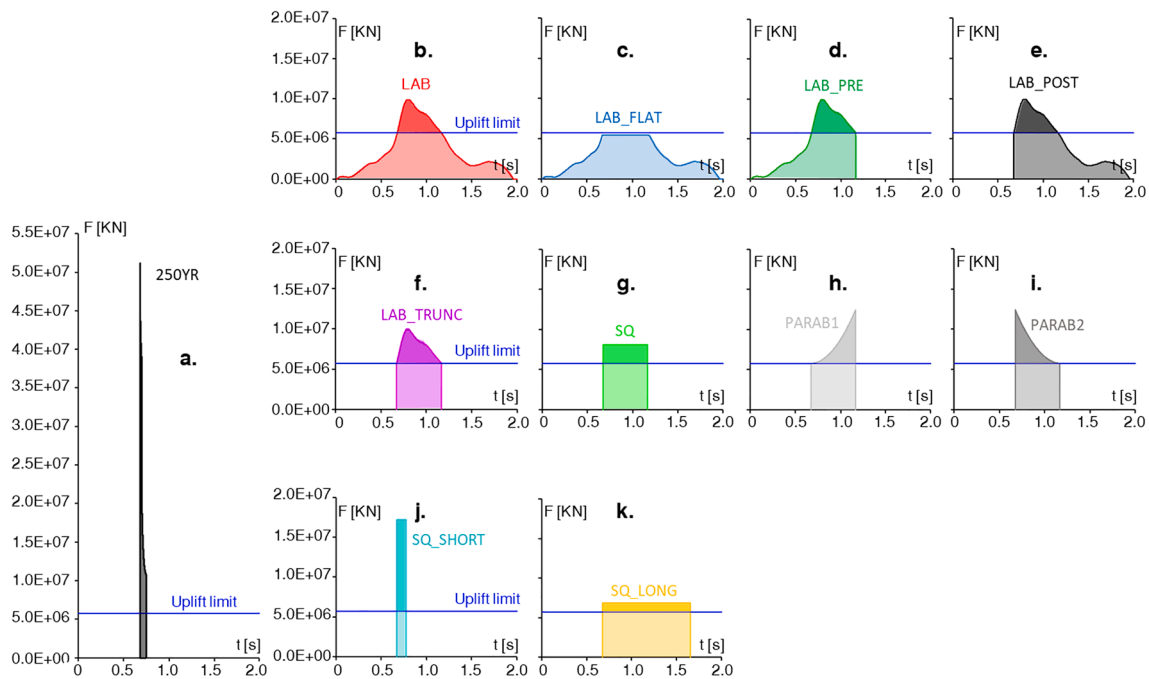 2.0E+07 F [KN] b. F [KN] c. F [KN] d. F [KN] e.
1.5E+07
LAB LAB_PRE LAB_POST
1.0E+07
LAB_FLAT
Uplift limit
5.0E+06
t [s] t [s] t [s] t [s]
0.0E+00
0 0.5 1.0 1.5 2.0 0 0.5 1.0 1.5 2.0 0 0.5 1.0 1.5 2.0 0 0.5 1.0 1.5 2.0
5.5E+07 F [KN]
5.0E+07
250YR
4.5E+07
4.0E+07
a.
3.5E+07
3.0E+07
2.5E+07
2.0E+07
1.5E+07
1.0E+07
Uplift limit
5.0E+06
t [s]
0.0E+00
0 0.5 1.0 1.5 2.0
2.0E+07 F [KN] f. F [KN] g. F [KN] h. F [KN] i.
1.5E+07
LAB_TRUNC SQ PARAB1 PARAB2
1.0E+07
Uplift limit
5.0E+06
t [s] t [s] t [s] t [s]
0.0E+00
0 0.5 1.0 1.5 2.0 0 0.5 1.0 1.5 2.0 0 0.5 1.0 1.5 2.0 0 0.5 1.0 1.5 2.0
2.0E+07 F [KN] j. F [KN] k.
1.5E+07
SQ_SHORT
1.0E+07
SQ_LONG
Uplift limit
5.0E+06
t [s] t [s]
0.0E+00
0 0.5 1.0 1.5 2.0 0 0.5 1.0 1.5 2.0